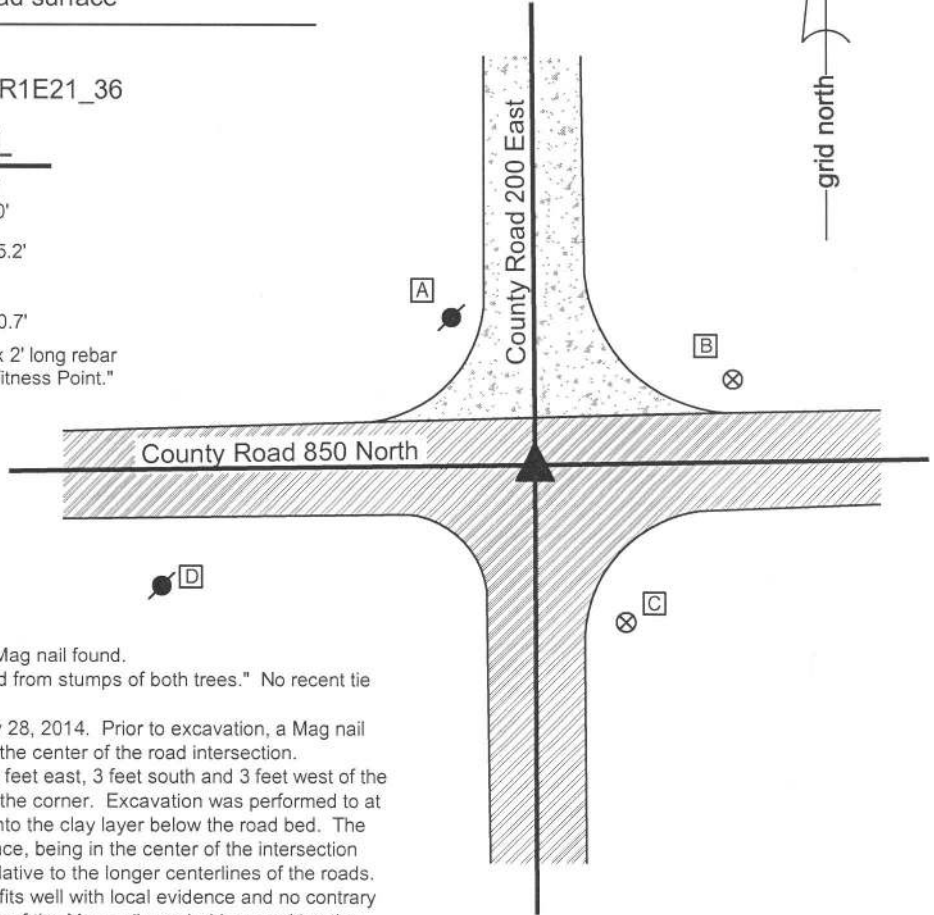 ad surface
R1E21_36
0'
5.2'
0.7'
x 2' long rebar
itness Point."
County Road 200 East
grid north
A
B
County Road 850 North
D
C
Mag nail found.
d from stumps of both trees." No recent tie
28, 2014. Prior to excavation, a Mag nail
the center of the road intersection.
feet east, 3 feet south and 3 feet west of the
the corner. Excavation was performed to at
nto the clay layer below the road bed. The
nce, being in the center of the intersection
lative to the longer centerlines of the roads.
fits well with local evidence and no contrary